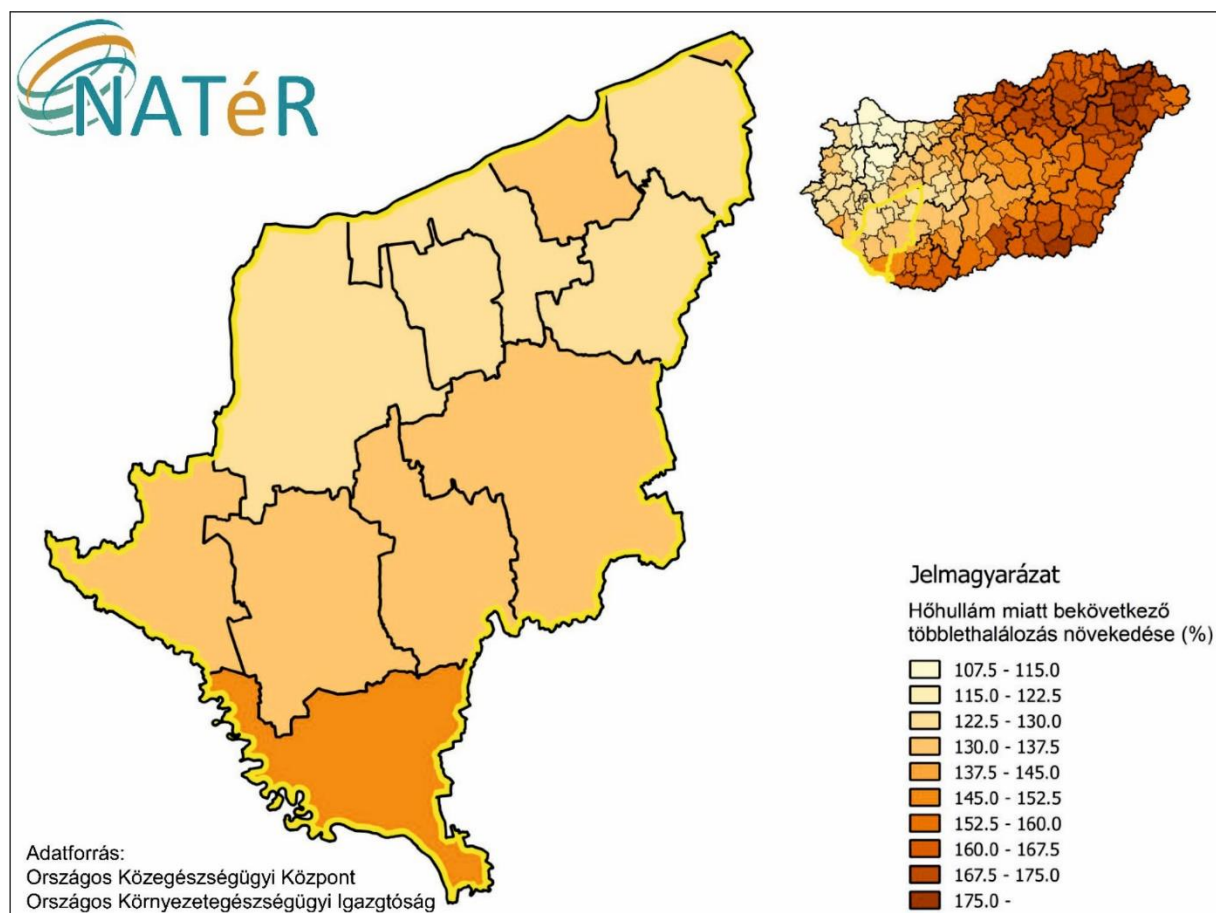 NATéR
Jelmagyarázat
Hőhullám miatt bekövetkező
többlethalálozás növekedése (%)
107.5 - 115.0
115.0 - 122.5
122.5 - 130.0
130.0 - 137.5
137.5 - 145.0
145.0 - 152.5
152.5 - 160.0
160.0 - 167.5
167.5 - 175.0
175.0 -
Adatforrás:
Országos Közegészségügyi Központ
Országos Környezetegészségügyi Igazgtóság